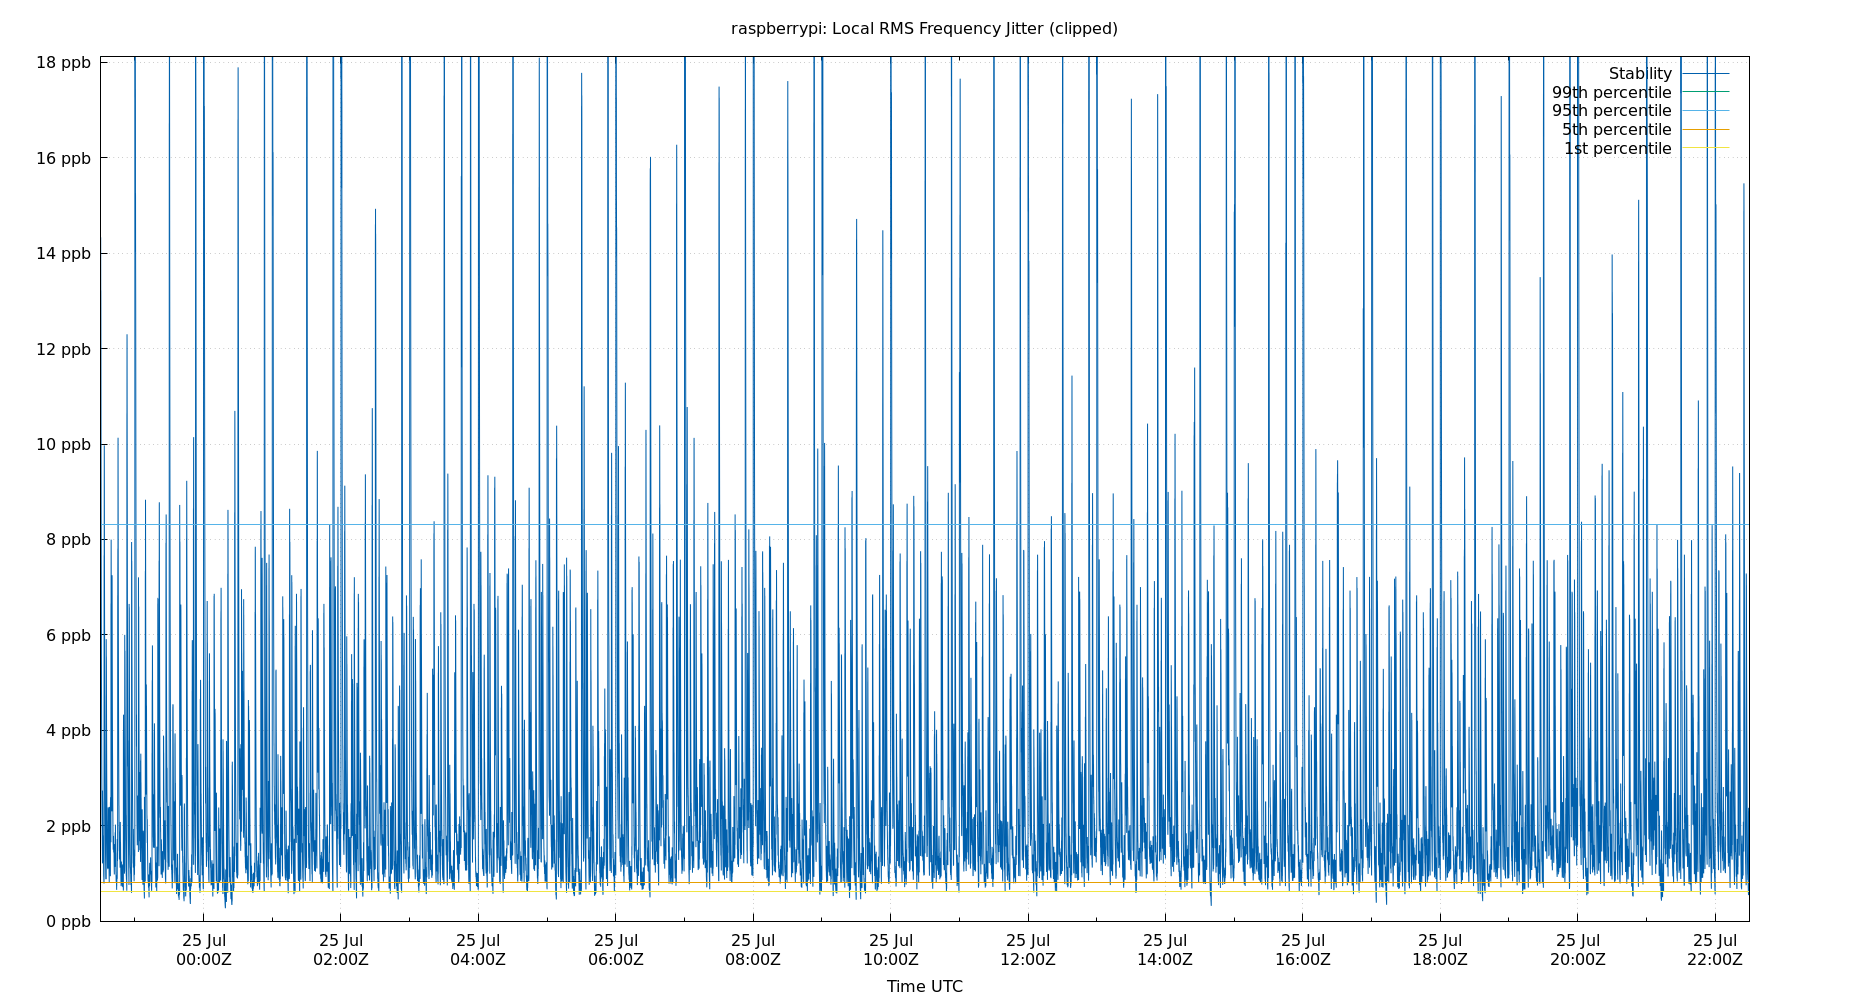 raspberrypi: Local RMS Frequency Jitter (clipped)
18 ppb
16 ppb
14 ppb
12 ppb
10 ppb
8 ppb
6 ppb
4 ppb
2 ppb
0 ppb
Stability
99th percentile
95th percentile
5th percentile
1st percentile
25 Jul 25 Jul 25 Jul 25 Jul 25 Jul 25 Jul 25 Jul 25 Jul 25 Jul 25 Jul 25 Jul 25 Jul
00:00Z 02:00Z 04:00Z 06:00Z 08:00Z 10:00Z 12:00Z 14:00Z 16:00Z 18:00Z 20:00Z 22:00Z
Time UTC